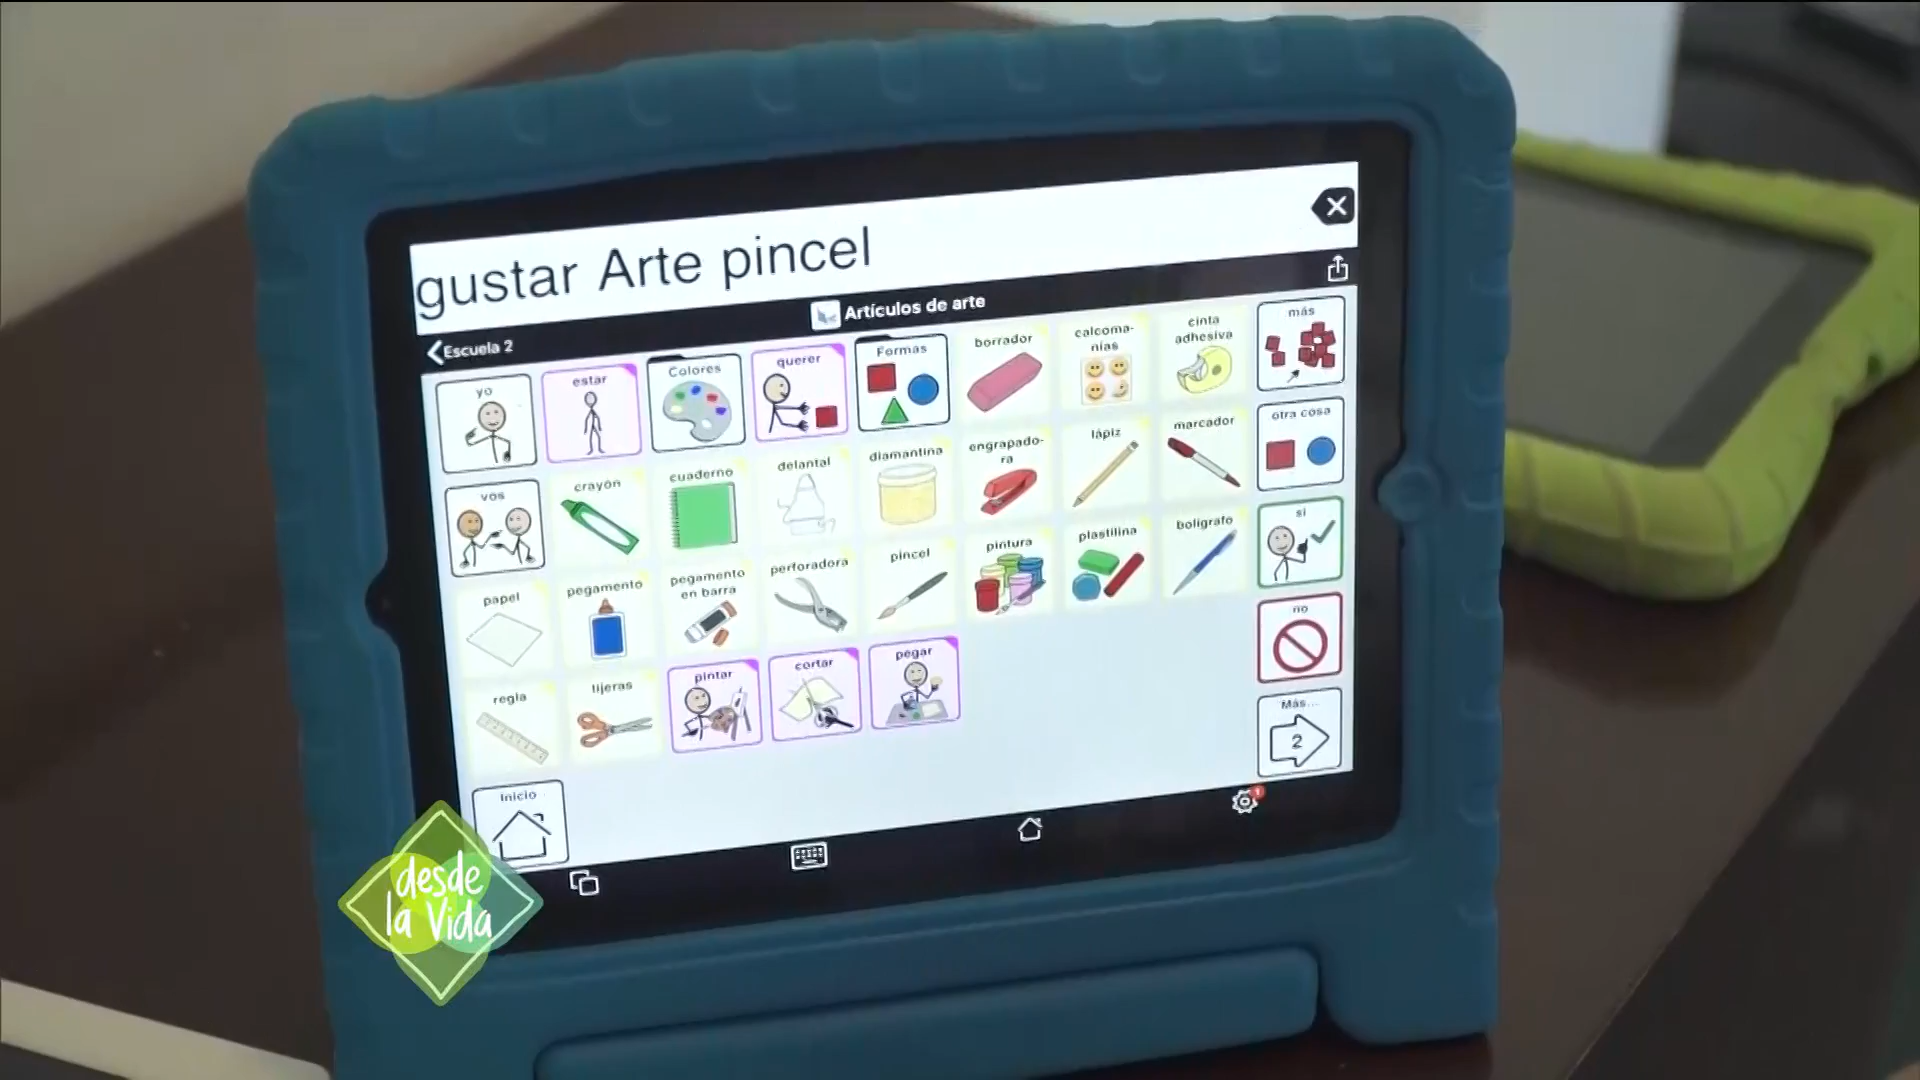 gustar Arte pincel
Artículos de arte
Escuela 2
yo
estar
Colores
querer
Formas
borrador
calcoma-
nías
cinta
adhesiva
más
vos
crayón
cuaderno
delantal
diamantina
engrapado-
ra
lápiz
marcador
otra cosa
papel
pegamento
pegamento
en barra
perforadora
pincel
pintura
plastilina
bolígrafo
sí
regla
tijeras
pintar
cortar
pegar
no
Inicio
Más...
2
1
desde
la Vida